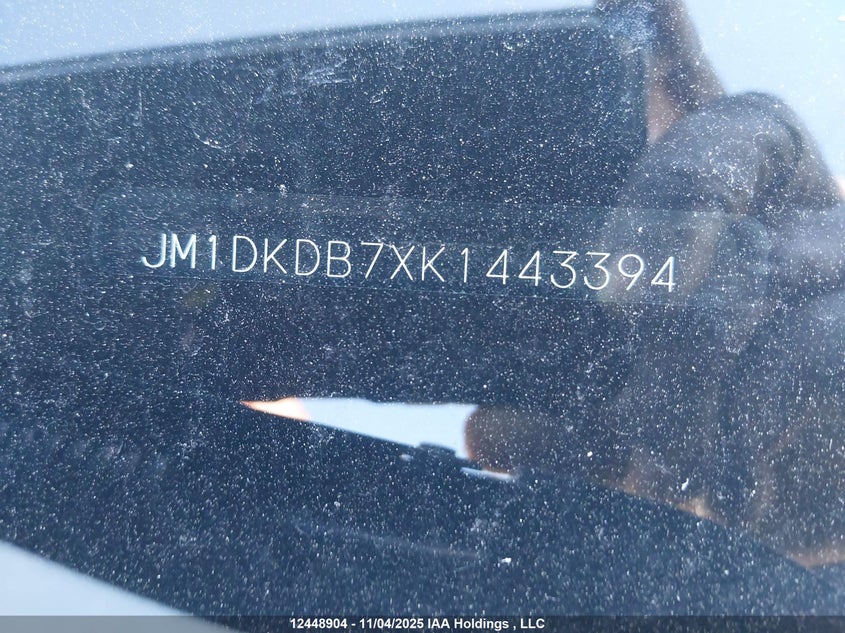 JM1DKDB7XK1443394
12448904 - 11/04/2025 IAA Holdings , LLC